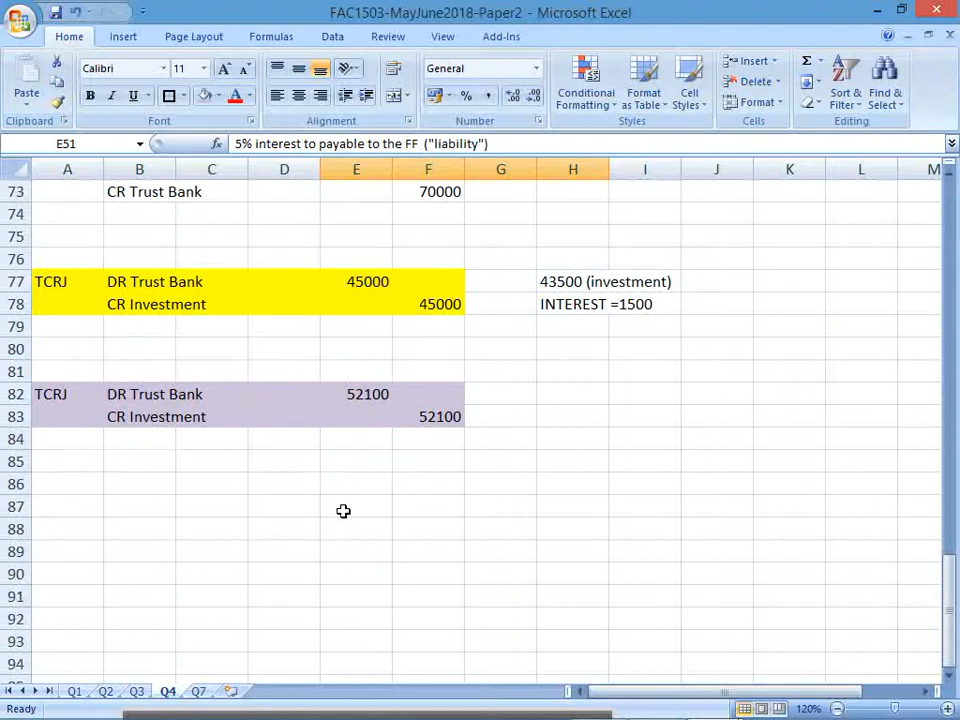 FAC1503-MayJune2018-Paper2 - Microsoft Excel
Home Insert Page Layout Formulas Data Review View Add-Ins
Paste Calibri 11 A A General Conditional Formatting Format as Table Cell Styles Insert Delete Format Σ Sort & Filter Find & Select
B I U A % ,
Clipboard Font Alignment Number Styles Cells Editing
E51 fx 5% interest to payable to the FF ("liability")
A B C D E F G H I J K L M
73 CR Trust Bank 70000
74
75
76
77 TCRJ DR Trust Bank 45000 43500 (investment)
78 CR Investment 45000 INTEREST =1500
79
80
81
82 TCRJ DR Trust Bank 52100
83 CR Investment 52100
84
85
86
87
88
89
90
91
92
93
94
Q1 Q2 Q3 Q4 Q7
Ready 120%